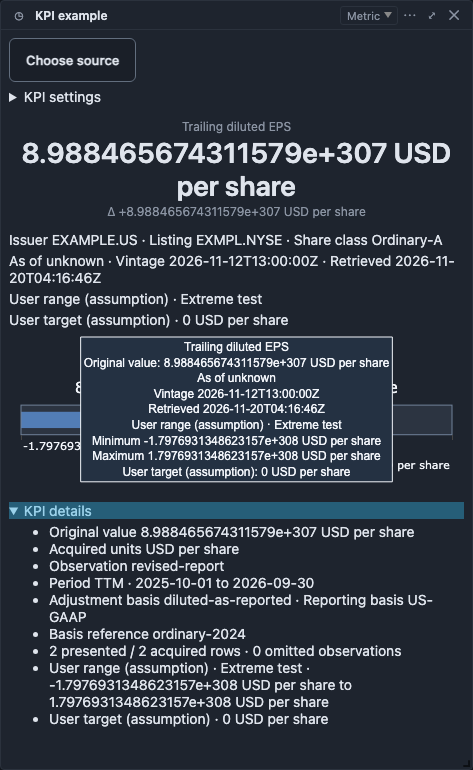 KPI example
Metric
Choose source
KPI settings
Trailing diluted EPS
8.988465674311579e+307 USD
per share
Δ +8.988465674311579e+307 USD per share
Issuer EXAMPLE.US · Listing EXMPL.NYSE · Share class Ordinary-A
As of unknown · Vintage 2026-11-12T13:00:00Z · Retrieved 2026-11-
20T04:16:46Z
User range (assumption) · Extreme test
User target (assumption) · 0 USD per share
Trailing diluted EPS
Original value: 8.988465674311579e+307 USD per share
As of unknown
Vintage 2026-11-12T13:00:00Z
Retrieved 2026-11-20T04:16:46Z
User range (assumption) · Extreme test
Minimum -1.7976931348623157e+308 USD per share
Maximum 1.7976931348623157e+308 USD per share
User target (assumption): 0 USD per share
-1.79769
per share
KPI details
Original value 8.988465674311579e+307 USD per share
Acquired units USD per share
Observation revised-report
Period TTM · 2025-10-01 to 2026-09-30
Adjustment basis diluted-as-reported · Reporting basis US-
GAAP
Basis reference ordinary-2024
2 presented / 2 acquired rows · 0 omitted observations
User range (assumption) · Extreme test ·
-1.7976931348623157e+308 USD per share to
1.7976931348623157e+308 USD per share
User target (assumption) · 0 USD per share